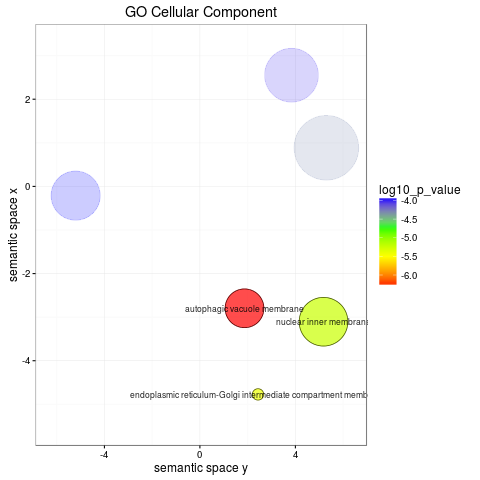 GO Cellular Component
2
0
-2
-4
semantic space x
autophagic vacuole membrane
nuclear inner membrane
endoplasmic reticulum-Golgi intermediate compartment memb
-4
0
4
semantic space y
log10_p_value
-4.0
-4.5
-5.0
-5.5
-6.0